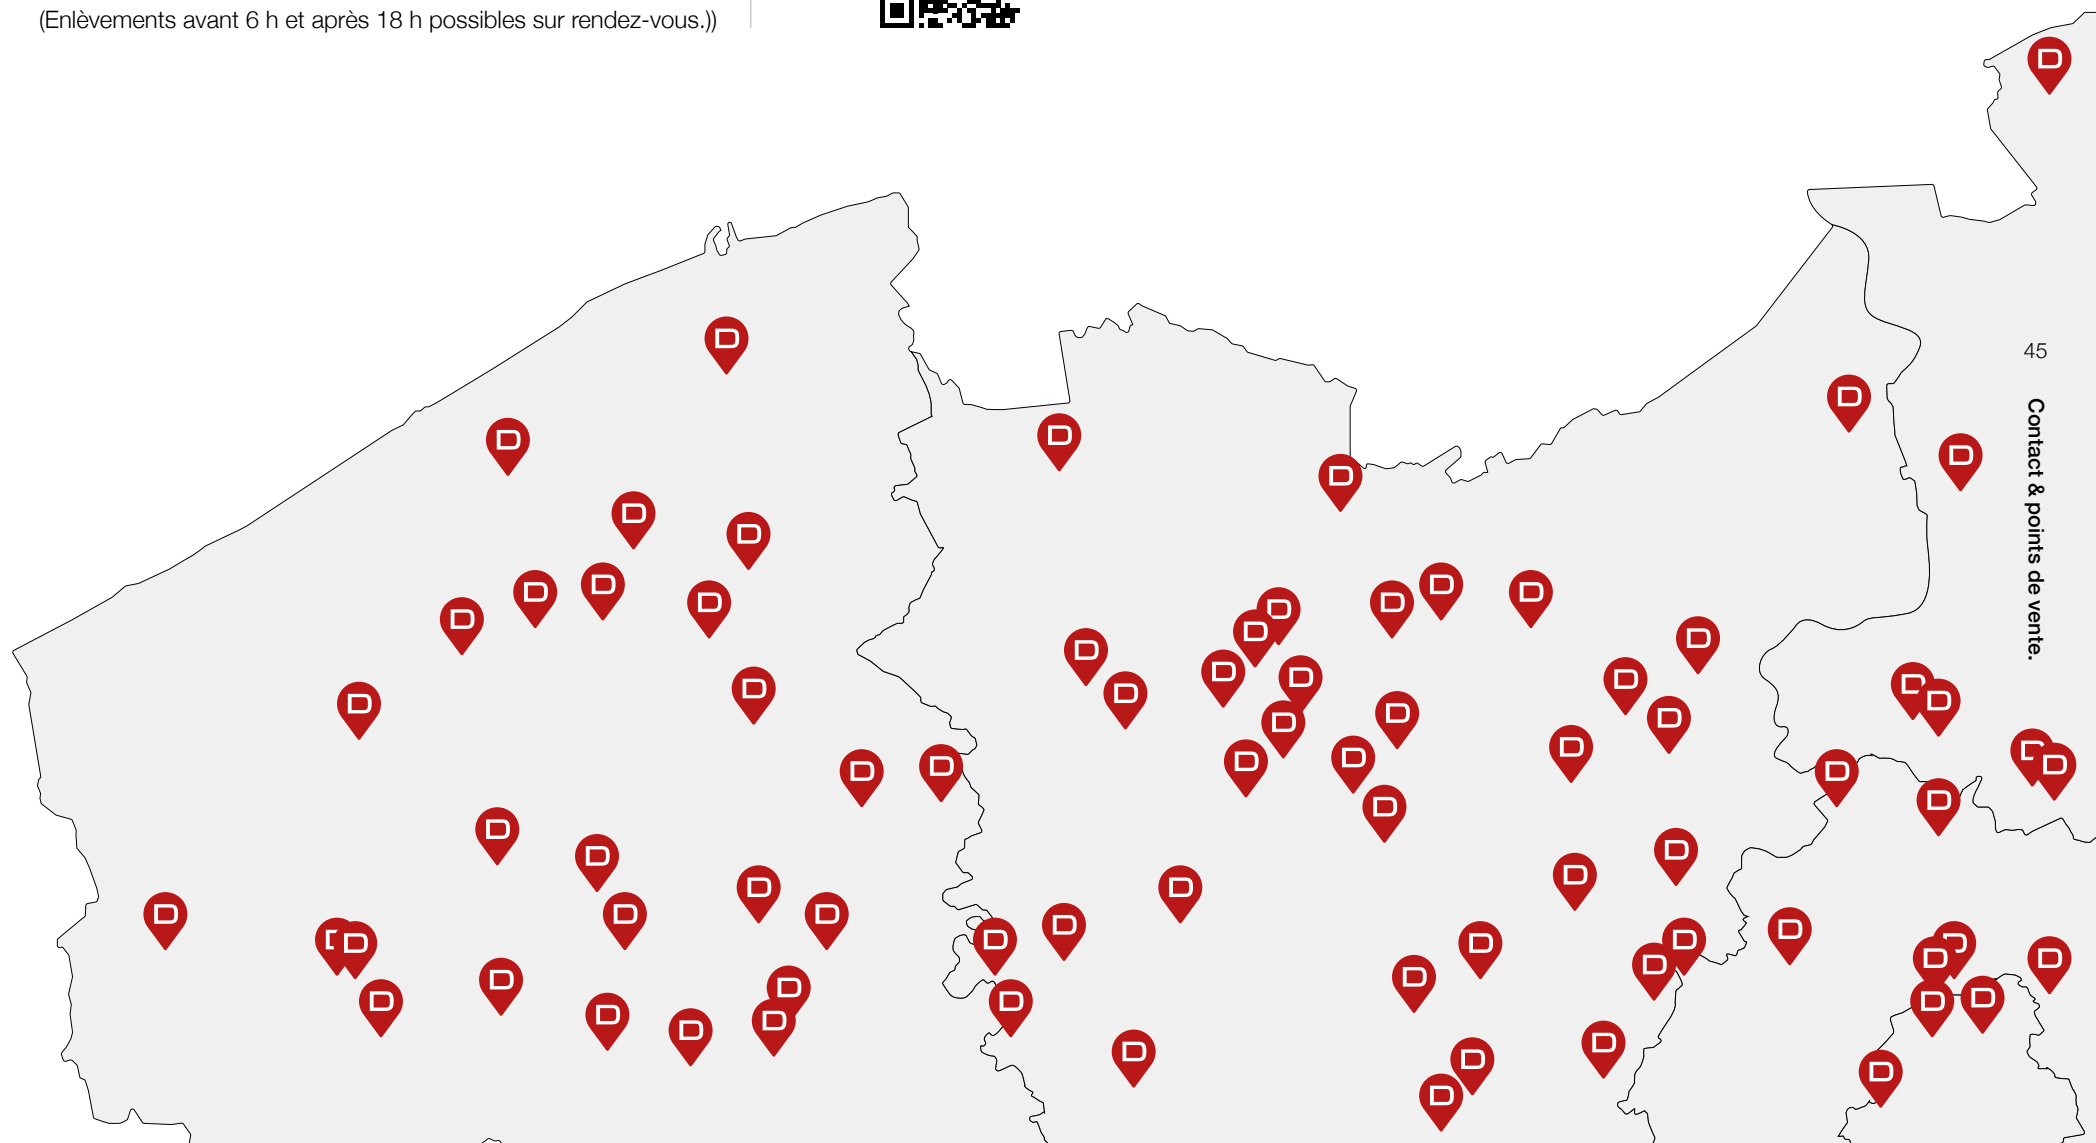 (Enlèvements avant 6 h et après 18 h possibles sur rendez-vous.))
45
Contact & points de vente.